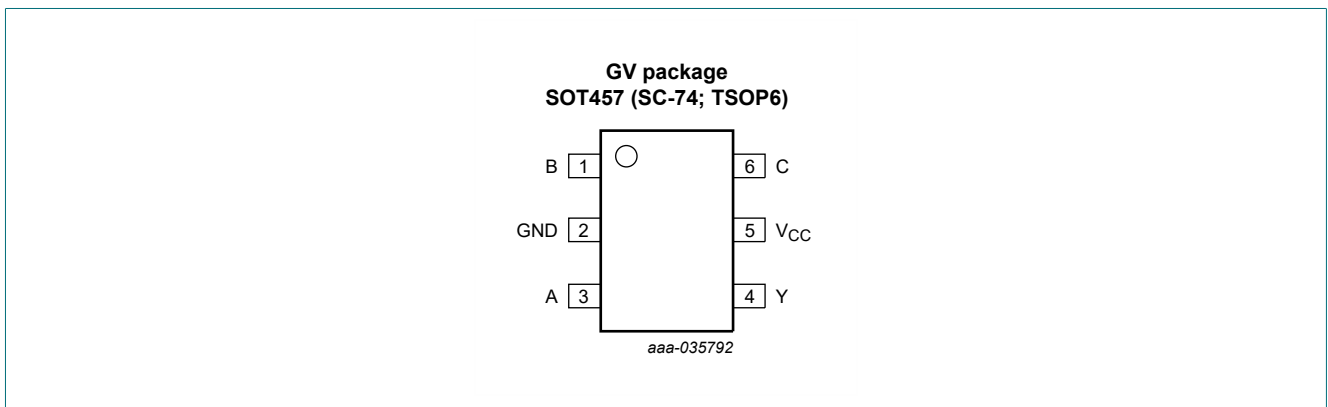 GV package
SOT457 (SC-74; TSOP6)
B 1 6 C
GND 2 5 VCC
A 3 4 Y
aaa-035792